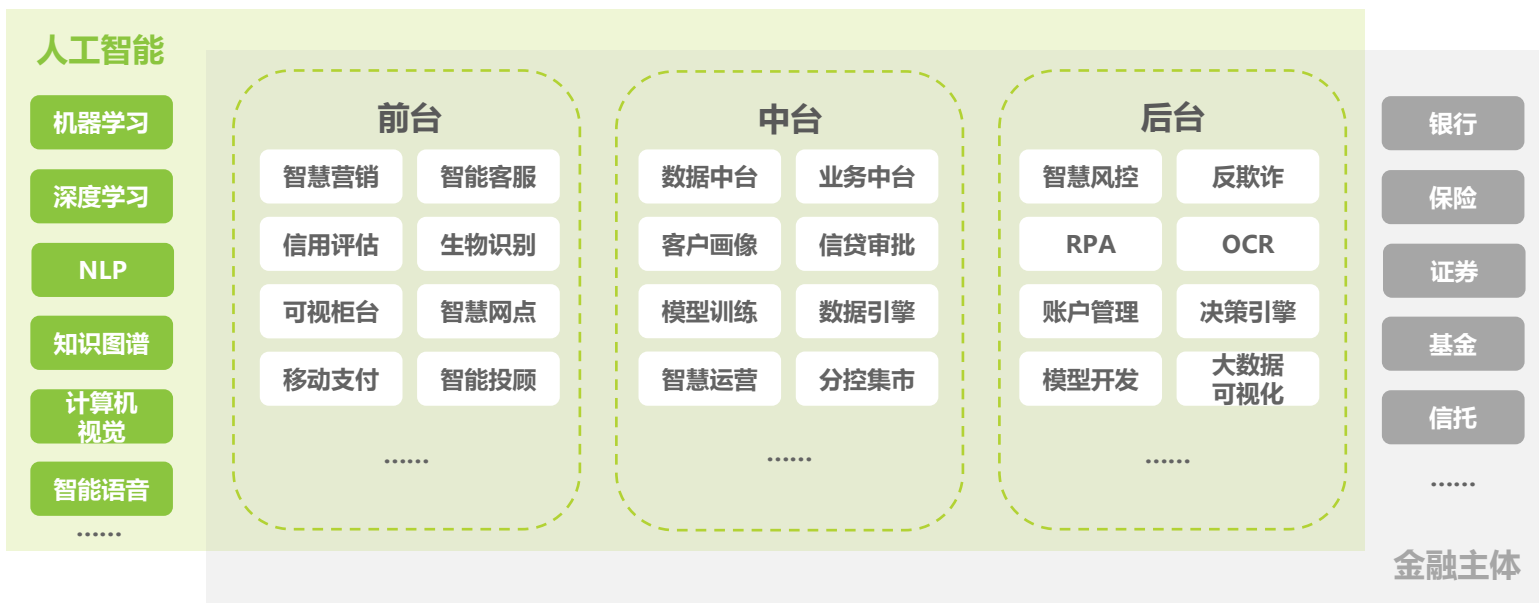 人工智能
机器学习
深度学习
NLP
知识图谱
计算机
视觉
智能语音
......
前台
智慧营销 智能客服
信用评估 生物识别
可视柜台 智慧网点
移动支付 智能投顾
......
中台
数据中台 业务中台
客户画像 信贷审批
模型训练 数据引擎
智慧运营 分控集市
......
后台
智慧风控 反欺诈
RPA OCR
账户管理 决策引擎
模型开发 大数据
可视化
......
银行
保险
证券
基金
信托
......
金融主体